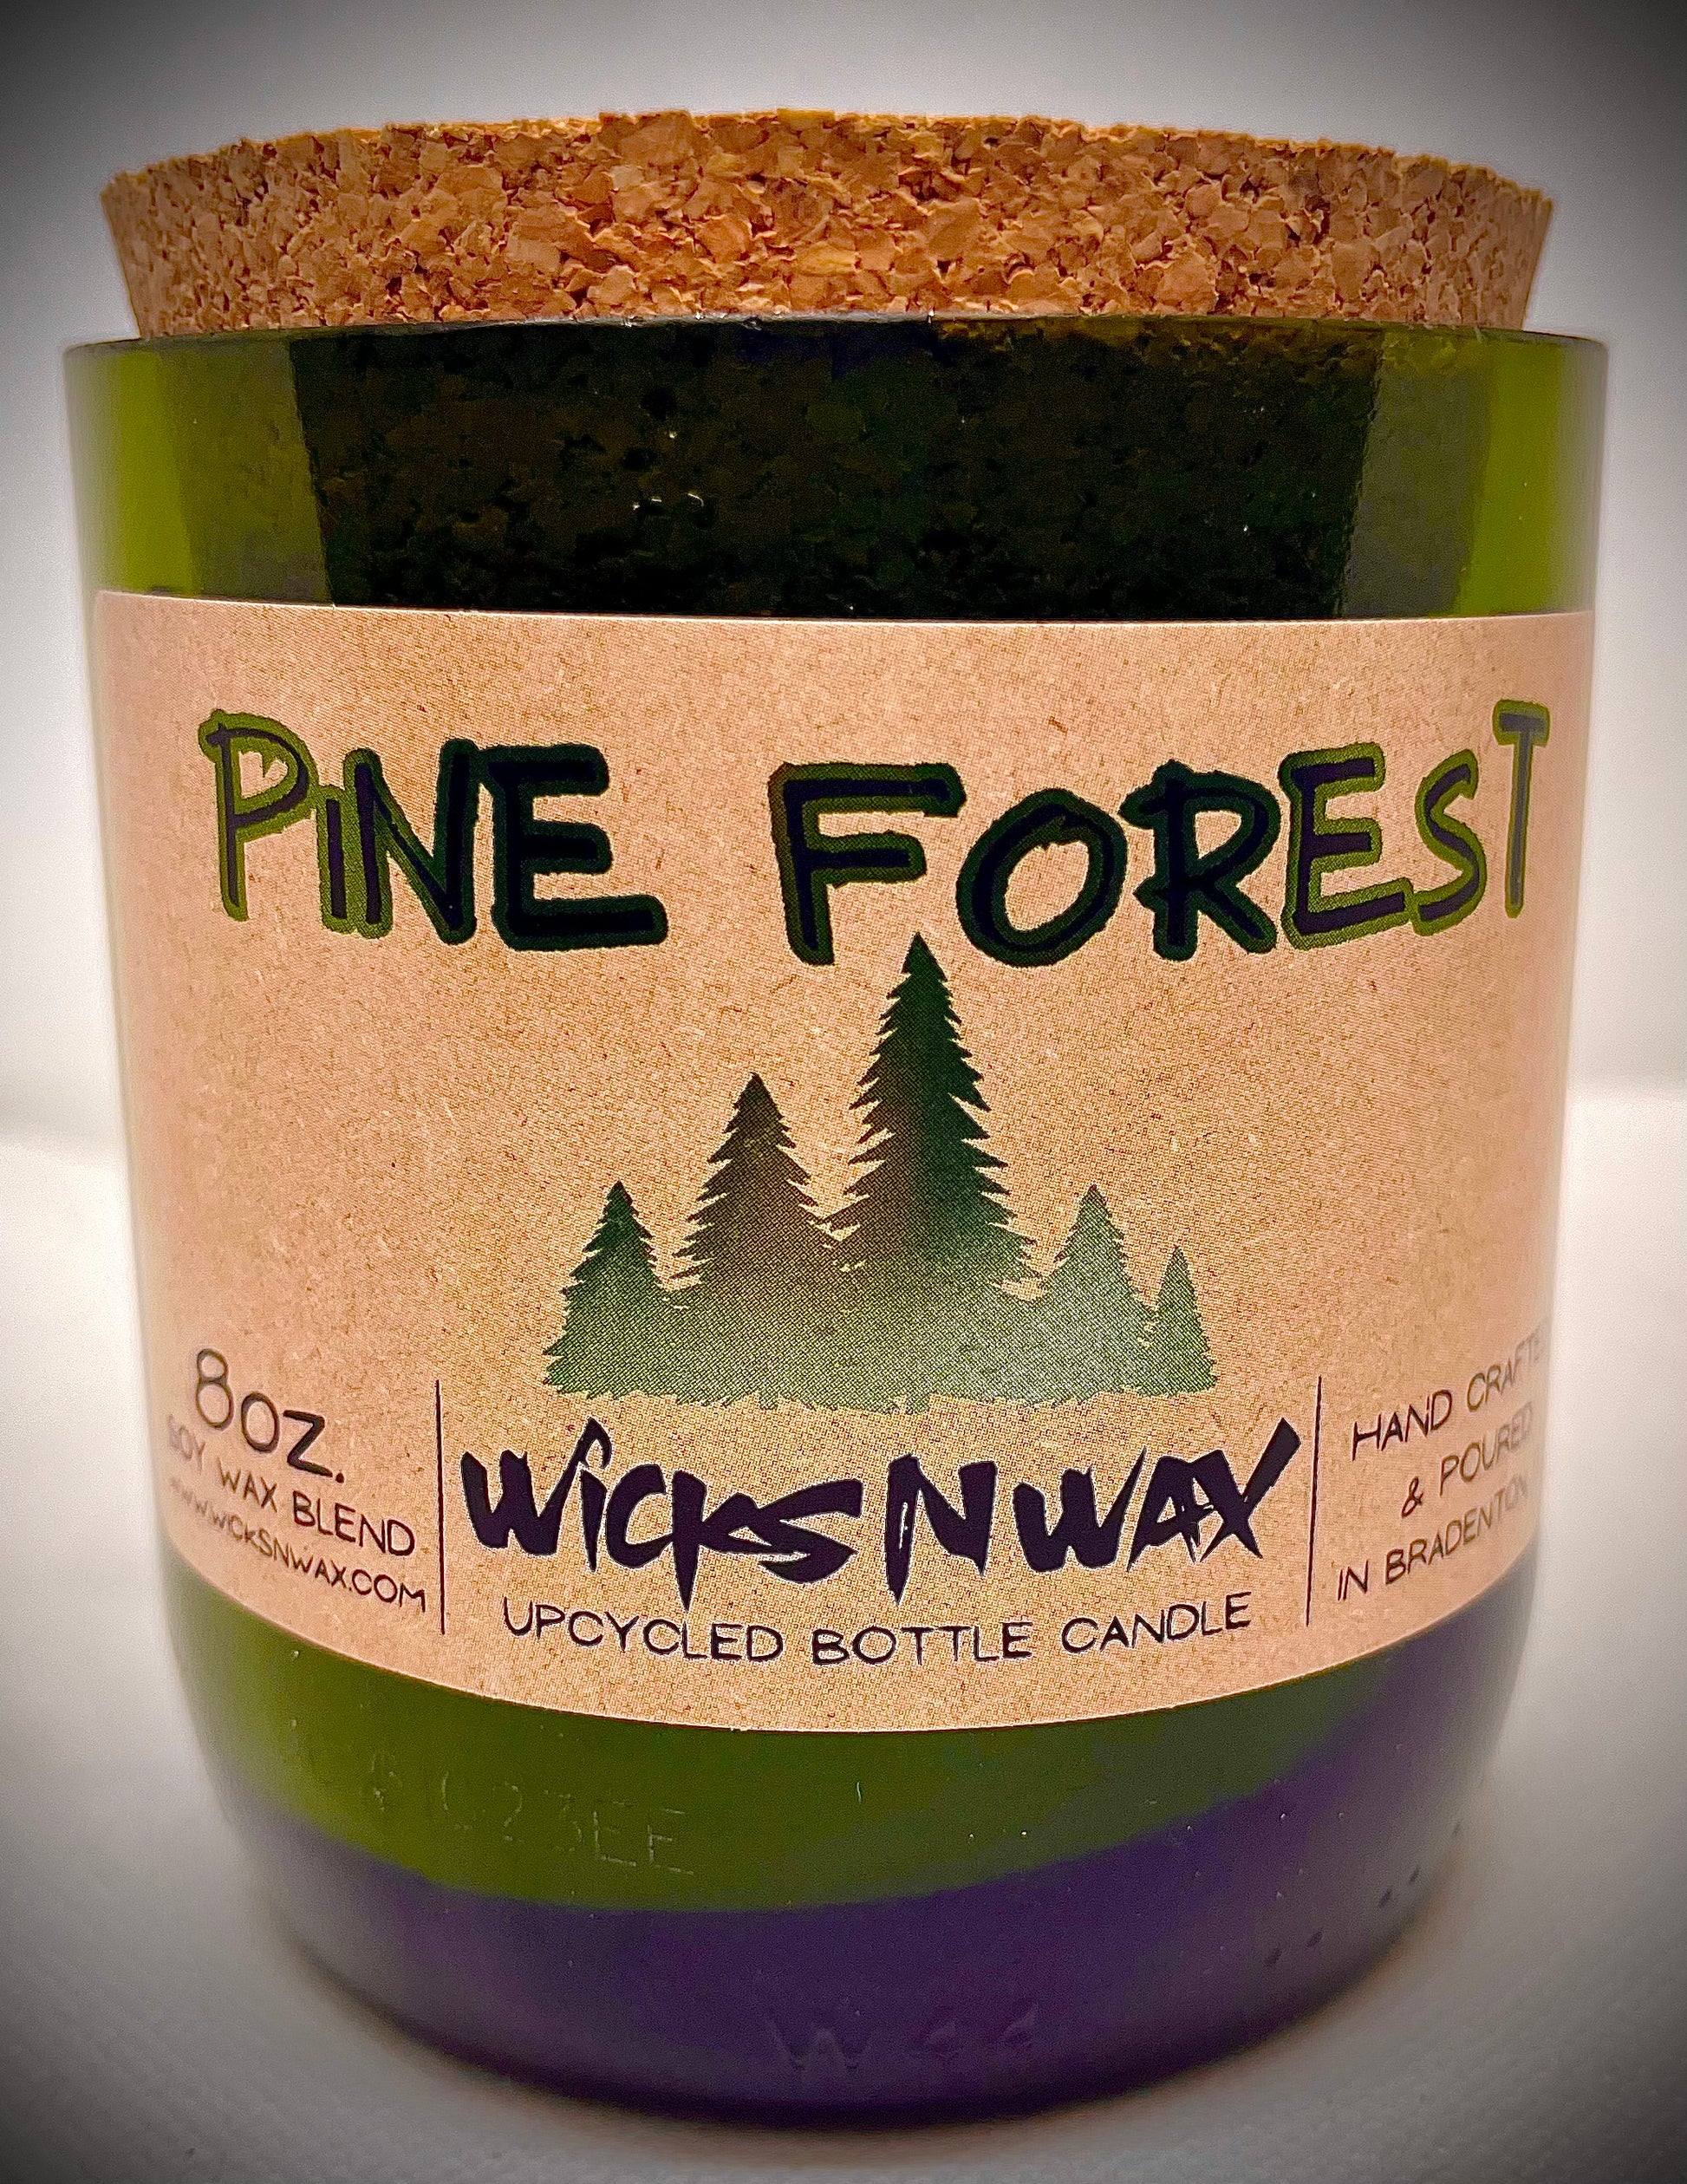 PINE FOREST
8OZ.
SOY WAX BLEND
WWW.WICKSNWAX.COM
WICKS N WAX
UPCYCLED BOTTLE CANDLE
HAND CRAFTED
& POURED
IN BRADENTON